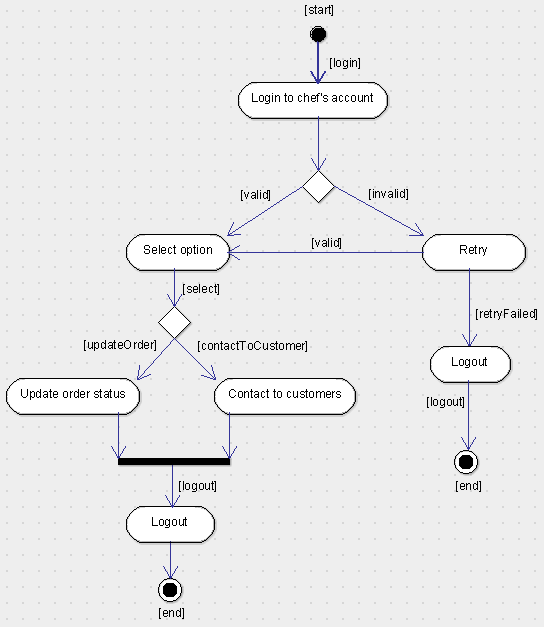 [start]
[login]
Login to chef's account
[valid]
[invalid]
Select option
[valid]
Retry
[select]
[retryFailed]
[updateOrder]
[contactToCustomer]
Logout
Update order status
Contact to customers
[logout]
[logout]
[end]
Logout
[end]